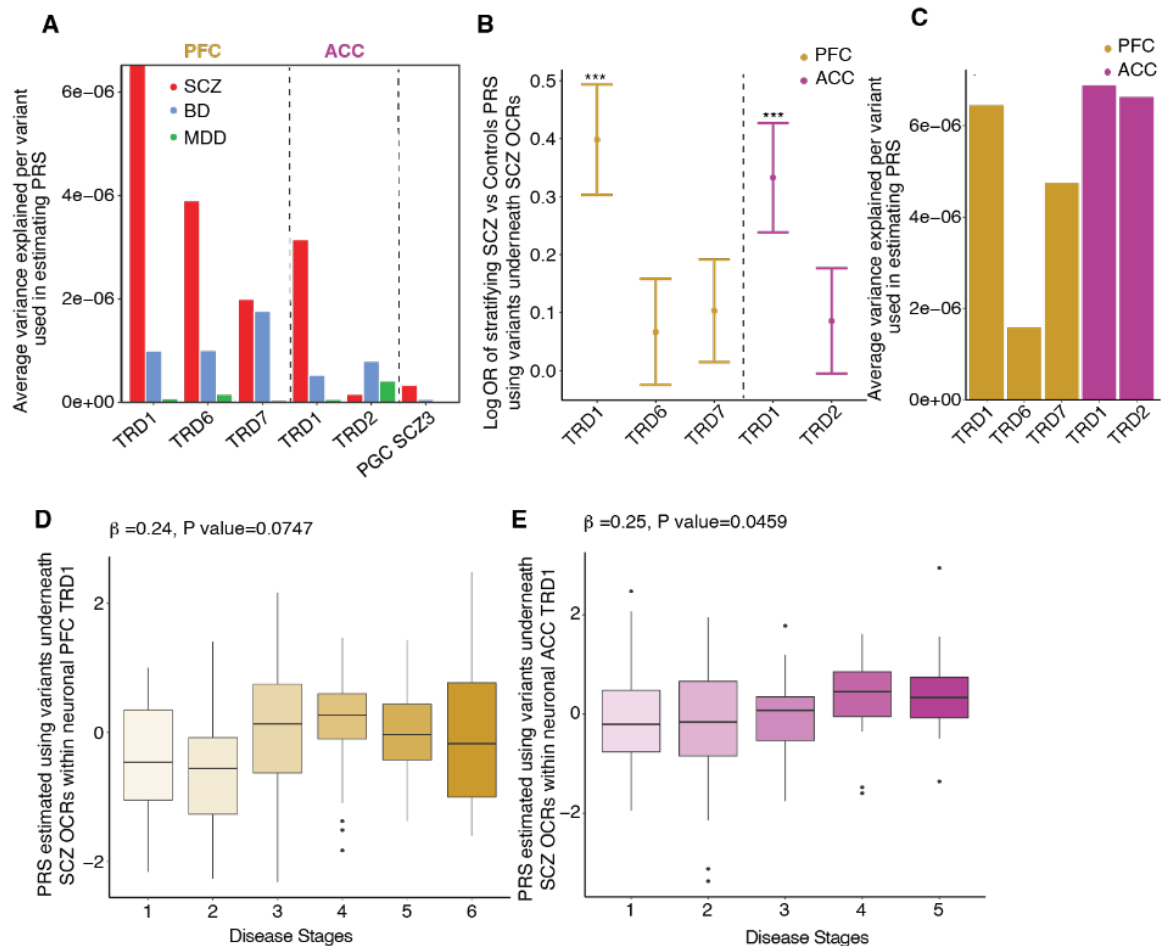 A
PFC
ACC
SCZ
BD
MDD
Average variance explained per variant
used in estimating PRS
6e−06
4e−06
2e−06
0e+00
TRD1
TRD6
TRD7
TRD1
TRD2
PGC SCZ3
B
PFC
ACC
Log OR of stratifying SCZ vs Controls PRS
using variants underneath SCZ OCRs
0.5
0.4
0.3
0.2
0.1
0.0
***
***
TRD1
TRD6
TRD7
TRD1
TRD2
C
PFC
ACC
Average variance explained per variant
used in estimating PRS
6e−06
4e−06
2e−06
0e+00
TRD1
TRD6
TRD7
TRD1
TRD2
D
β =0.24, P value=0.0747
PRS estimated using variants underneath
SCZ OCRs within neuronal PFC TRD1
2
0
−2
1 2 3 4 5 6
Disease Stages
E
β =0.25, P value=0.0459
PRS estimated using variants underneath
SCZ OCRs within neuronal ACC TRD1
2
0
−2
1 2 3 4 5
Disease Stages